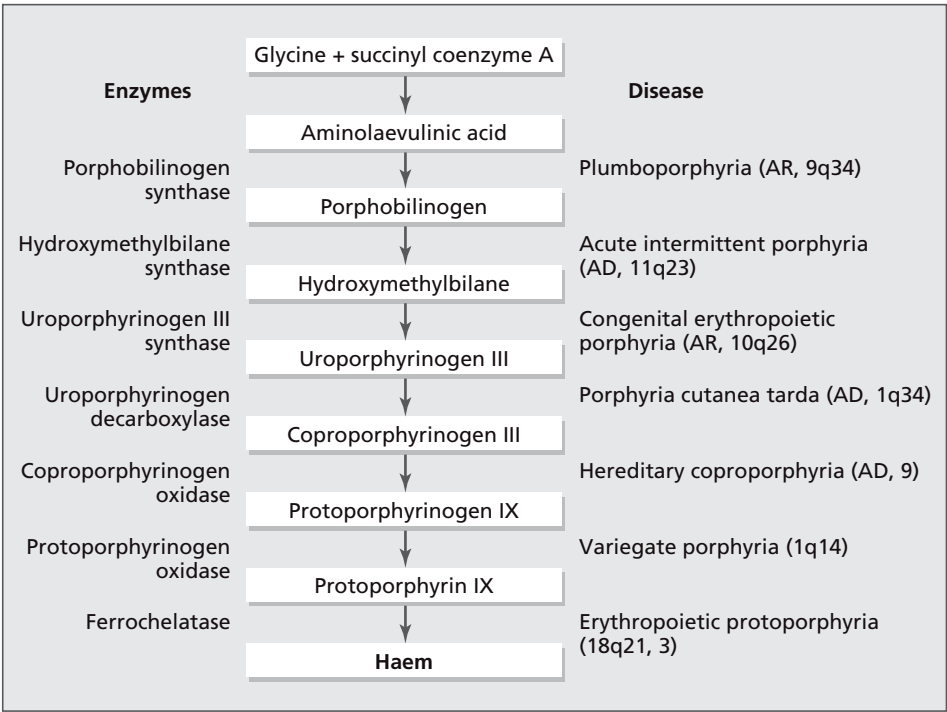 Glycine + succinyl coenzyme A
Enzymes
Disease
Aminolaevulinic acid
Porphobilinogen
synthase
Plumboporphyria (AR, 9q34)
Porphobilinogen
Hydroxymethylbilane
synthase
Acute intermittent porphyria
(AD, 11q23)
Hydroxymethylbilane
Uroporphyrinogen III
synthase
Congenital erythropoietic
porphyria (AR, 10q26)
Uroporphyrinogen III
Uroporphyrinogen
decarboxylase
Porphyria cutanea tarda (AD, 1q34)
Coproporphyrinogen III
Coproporphyrinogen
oxidase
Hereditary coproporphyria (AD, 9)
Protoporphyrinogen IX
Protoporphyrinogen
oxidase
Variegate porphyria (1q14)
Protoporphyrin IX
Ferrochelatase
Erythropoietic protoporphyria
(18q21, 3)
Haem